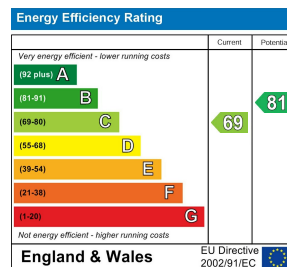 Energy Efficiency Rating
Current Potentia
Very energy efficient - lower running costs
(92 plus) A
(81-91) B
81
(69-80) C
69
(55-68) D
(39-54) E
(21-38) F
(1-20) G
Not energy efficient - higher running costs
England & Wales
EU Directive
2002/91/EC